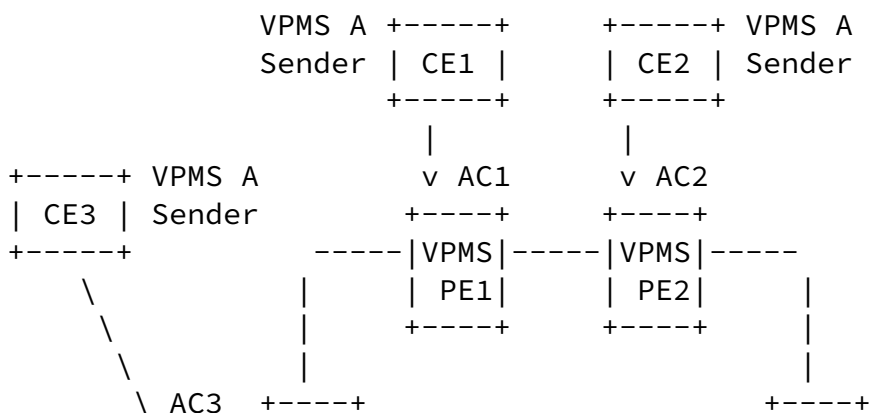 VPMS A +-----+     +-----+ VPMS A
            Sender | CE1 |     | CE2 | Sender
                   +-----+     +-----+
                     |          |
+-----+ VPMS A       v AC1      v AC2
| CE3 | Sender      +----+     +----+
+-----+        -----|VPMS|-----|VPMS|-----
    \         |     | PE1|     | PE2|     |
     \        |     +----+     +----+     |
      \       |                           |
       \ AC3 +----+                    +----+